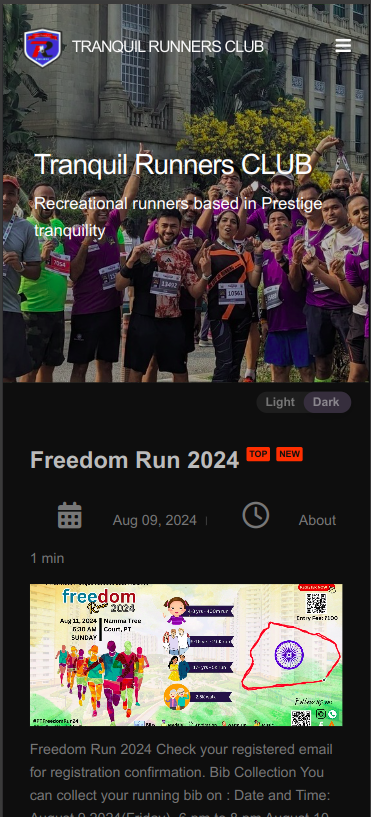 TRANQUIL RUNNERS CLUB
Tranquil Runners CLUB
Recreational runners based in Prestige
tranquility
7054
13402
10361
Light Dark
Freedom Run 2024 TOP NEW
Aug 09, 2024 About
1 min
freedom
Run 2024
Aug 11, 2024
6:30 AM
SUNDAY
Namma Tree
Court, PT
Entry Fee: ₹100
Follow us on:
#PTFreedomRun24
Freedom Run 2024 Check your registered email
for registration confirmation. Bib Collection You
can collect your running bib on : Date and Time:
August 9 2024(Friday), 6 pm to 8 pm August 10